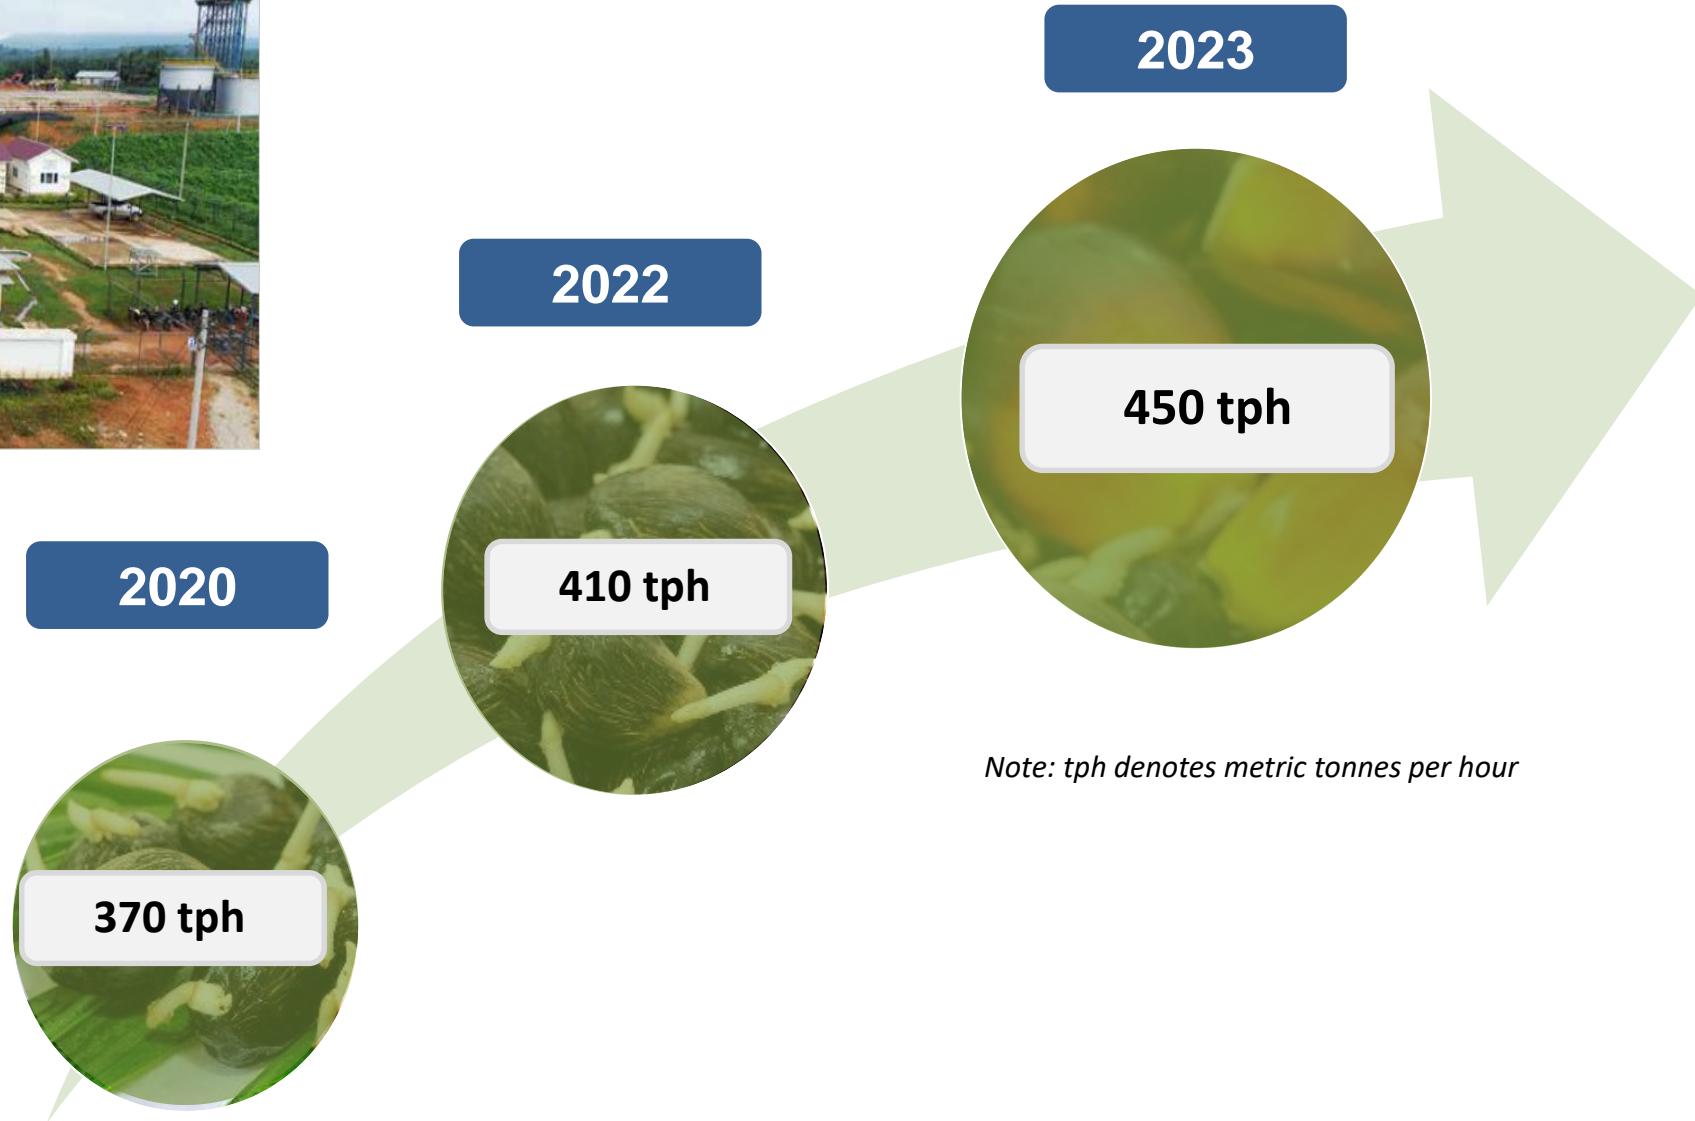 2023
2022
450 tph
410 tph
2020
Note: tph denotes metric tonnes per hour
370 tph